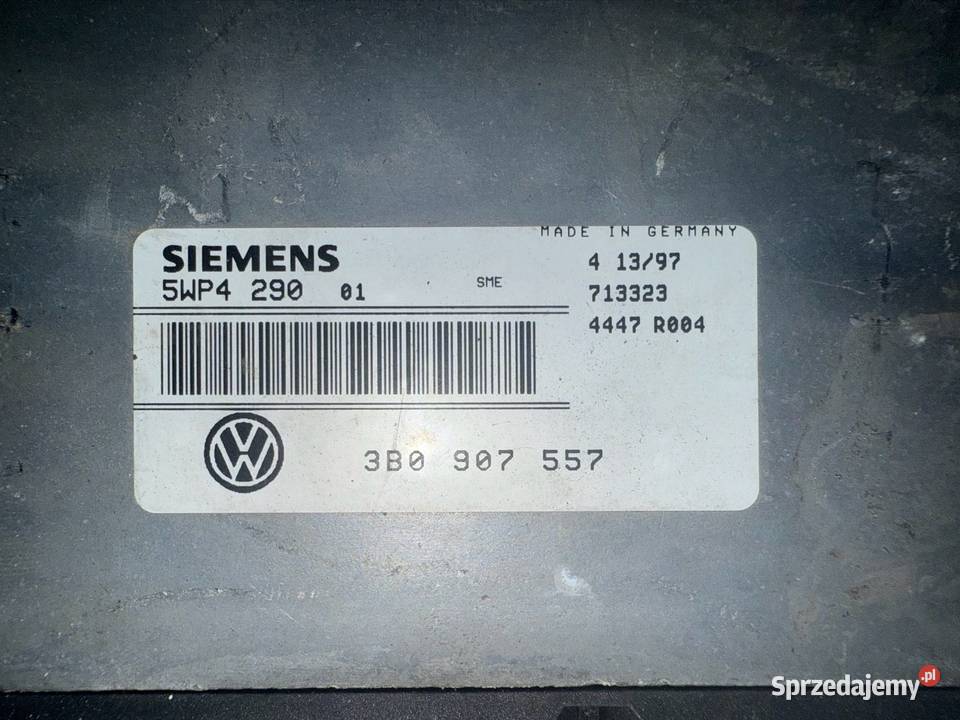 MADE IN GERMANY
SIEMENS
5WP4 290 01
SME
4 13/97
713323
4447 R004
VW
3B0 907 557
Sprzedajemy.pl